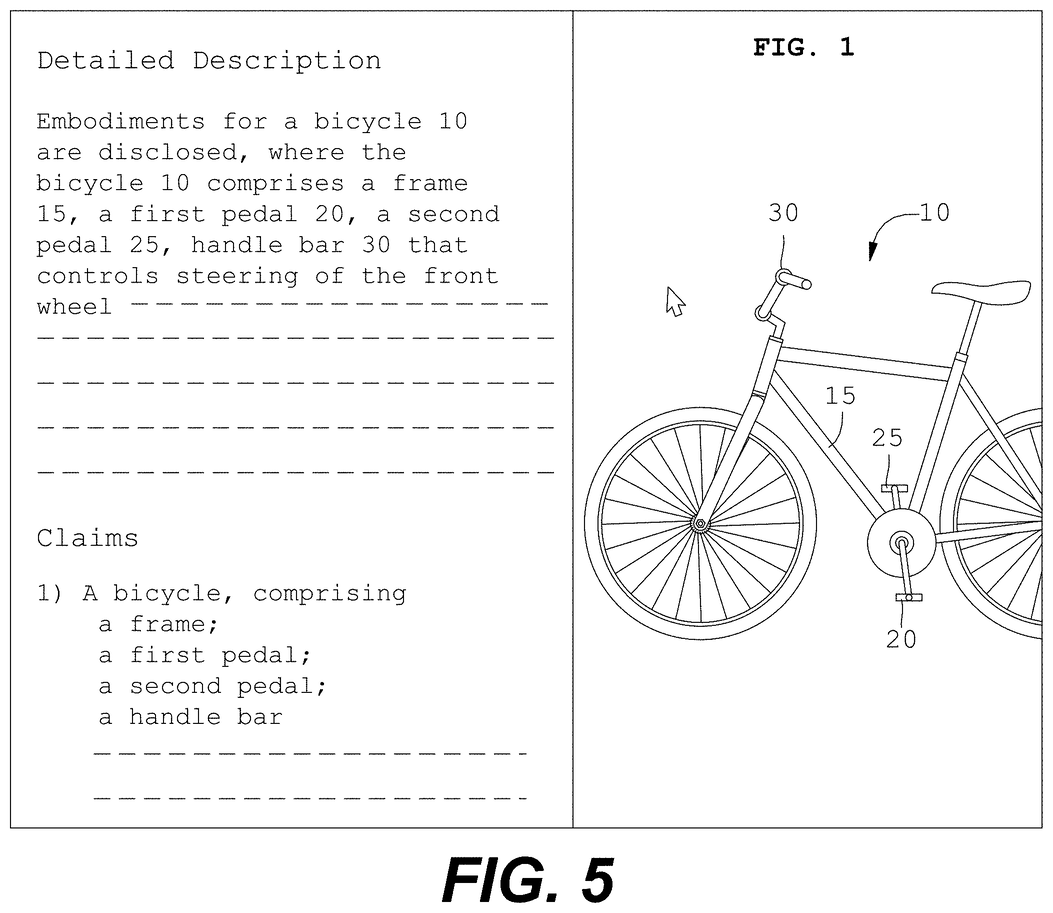 Detailed Description
Embodiments for a bicycle 10
are disclosed, where the
bicycle 10 comprises a frame
15, a first pedal 20, a second
pedal 25, handle bar 30 that
controls steering of the front
wheel
Claims
1) A bicycle, comprising
a frame;
a first pedal;
a second pedal;
a handle bar
FIG. 1
30
10
15
25
20
FIG. 5